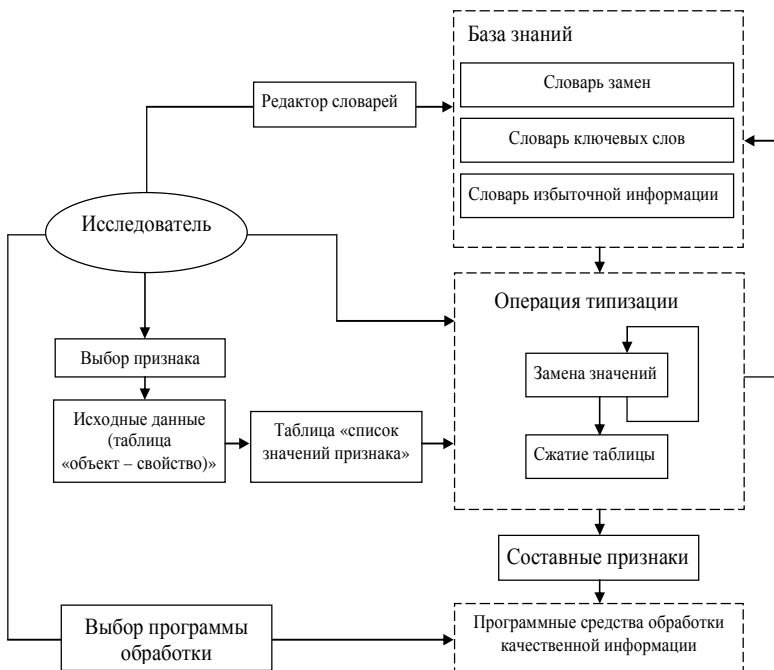 База знаний
Словарь замен
Редактор словарей
Словарь ключевых слов
Словарь избыточной информации
Исследователь
Операция типизации
Выбор признака
Замена значений
Исходные данные
(таблица
«объект – свойство)»
Таблица «список
значений признака»
Сжатие таблицы
Составные признаки
Выбор программы
обработки
Программные средства обработки
качественной информации